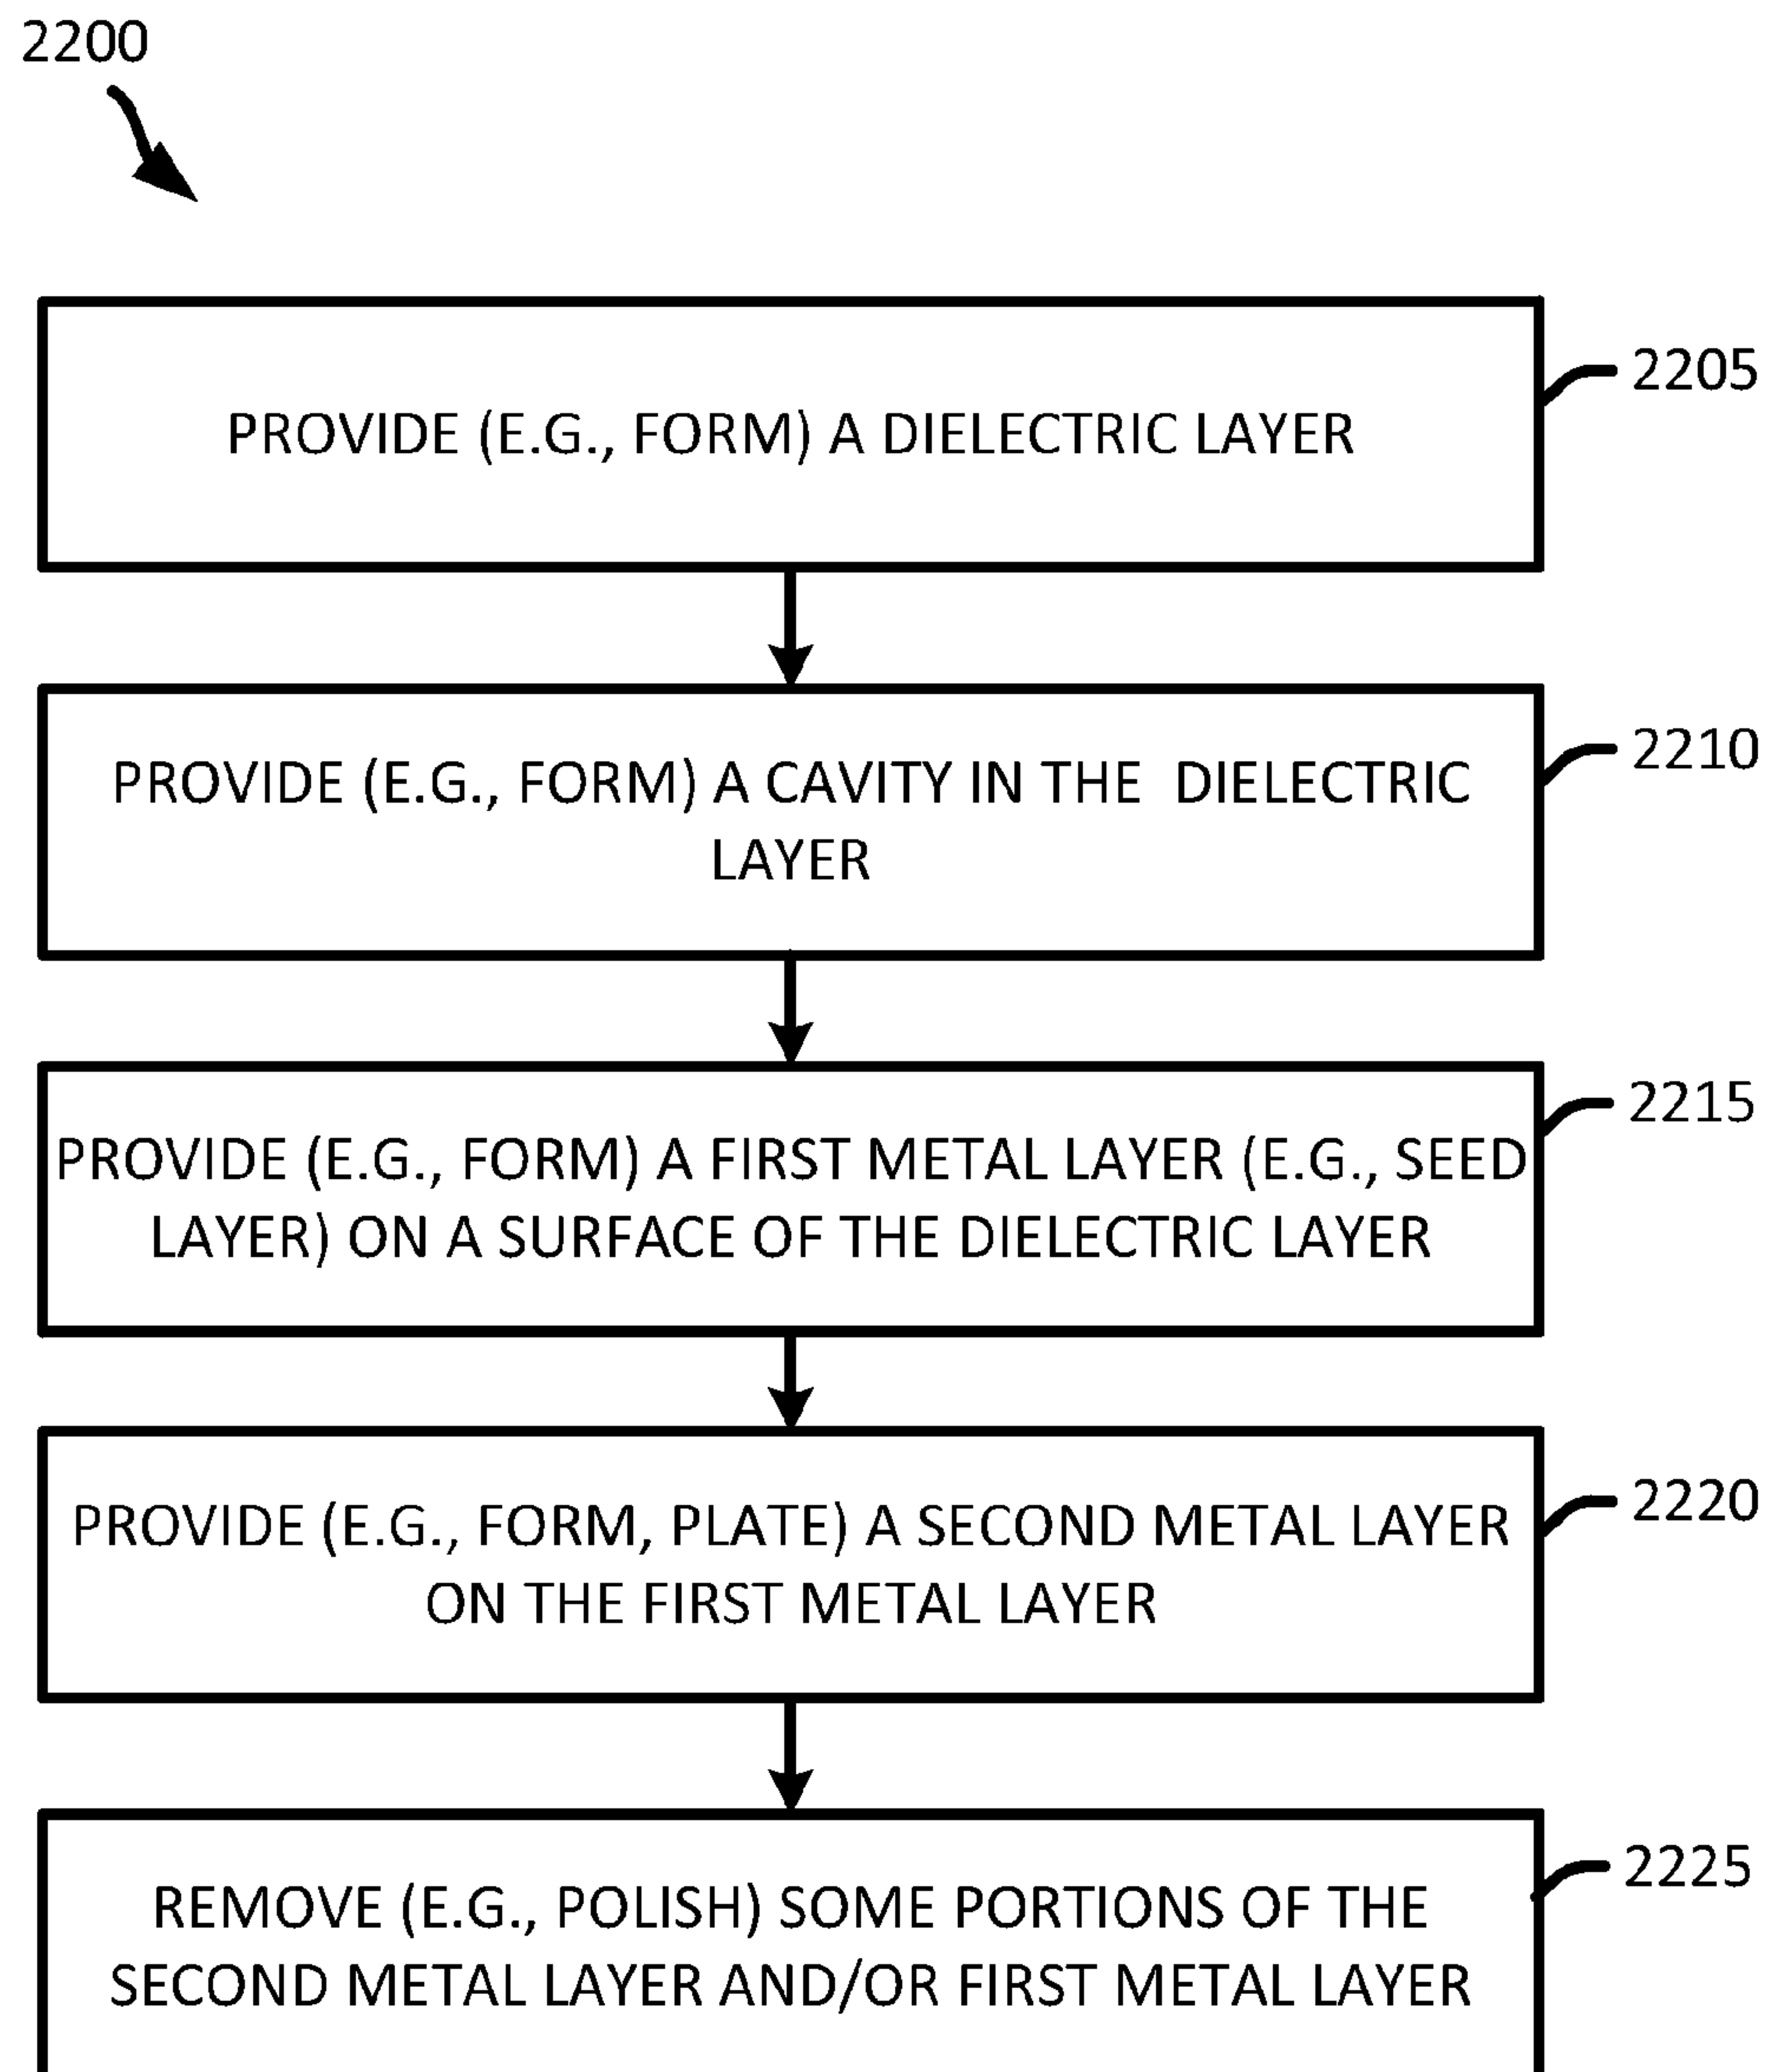 2200
PROVIDE (E.G., FORM) A DIELECTRIC LAYER
2205
PROVIDE (E.G., FORM) A CAVITY IN THE DIELECTRIC
LAYER
2210
PROVIDE (E.G., FORM) A FIRST METAL LAYER (E.G., SEED
LAYER) ON A SURFACE OF THE DIELECTRIC LAYER
2215
PROVIDE (E.G., FORM, PLATE) A SECOND METAL LAYER
ON THE FIRST METAL LAYER
2220
REMOVE (E.G., POLISH) SOME PORTIONS OF THE
SECOND METAL LAYER AND/OR FIRST METAL LAYER
2225